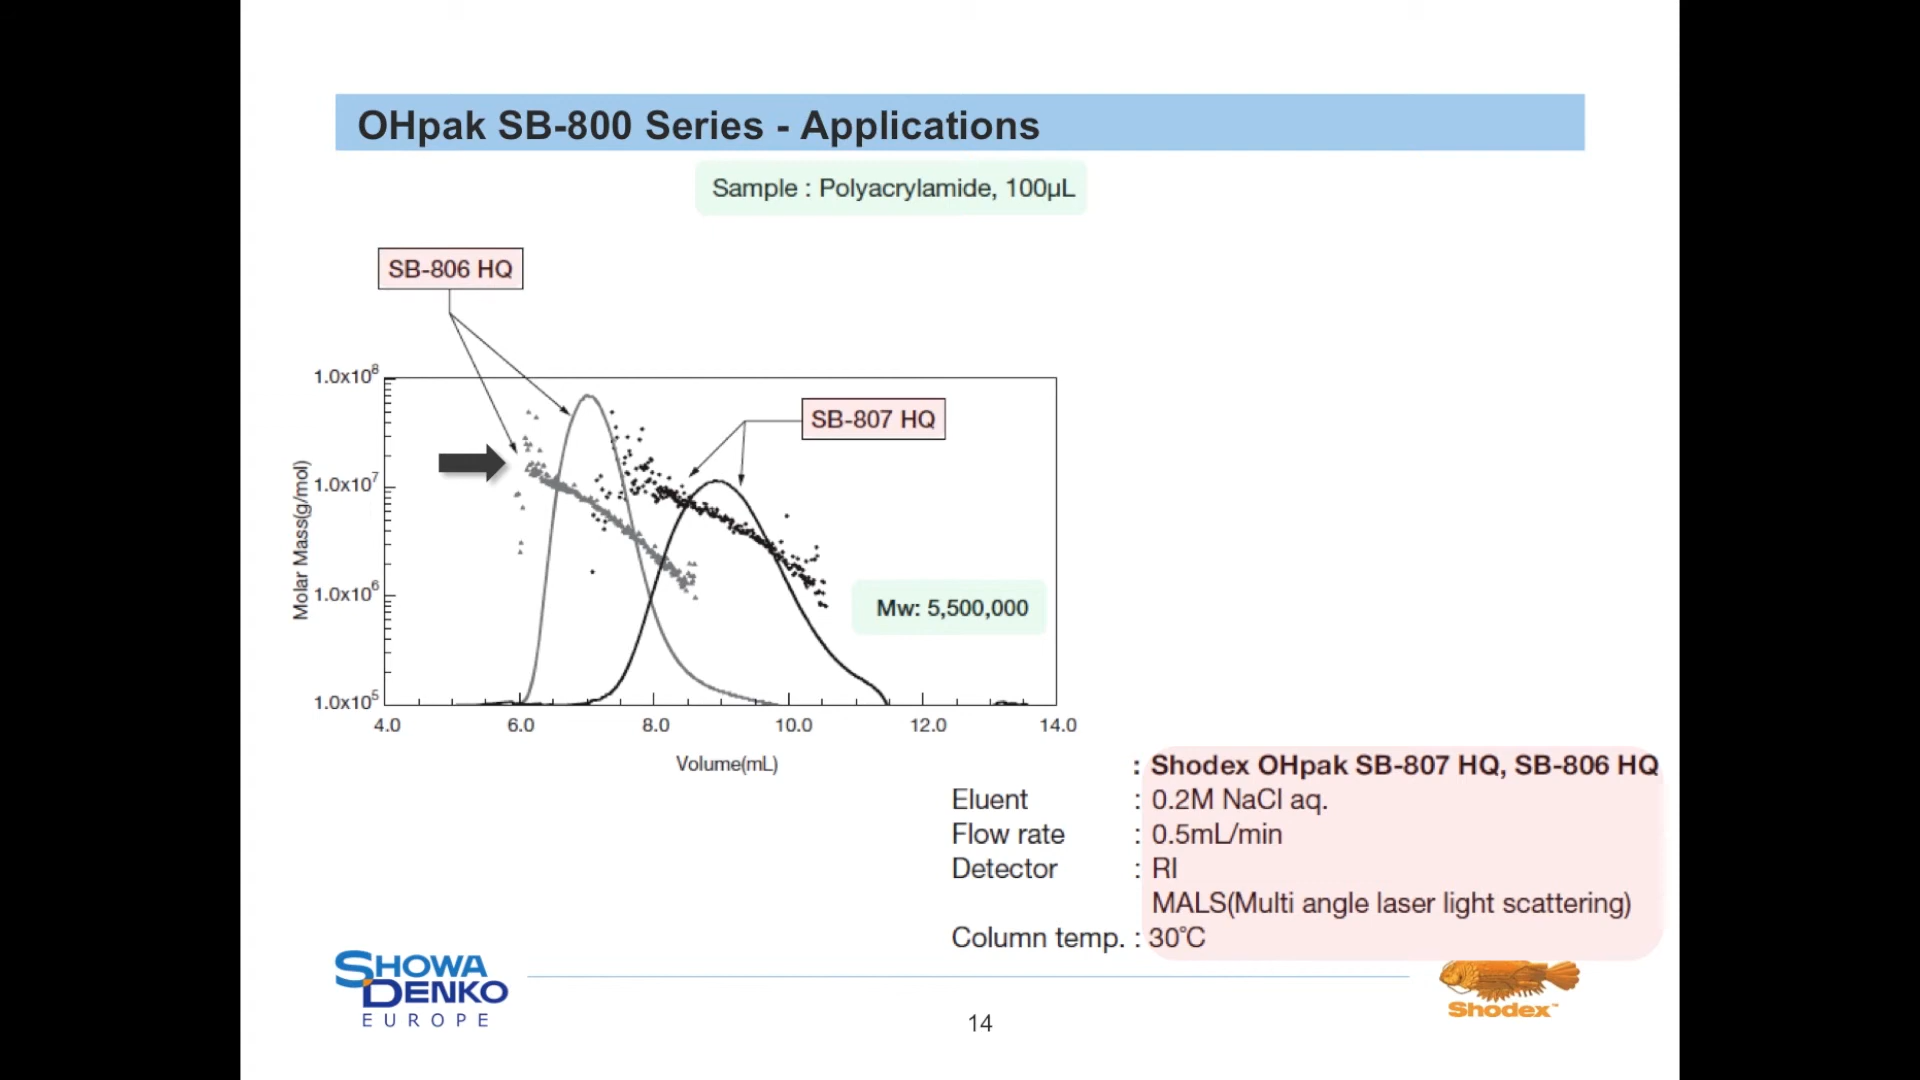 OHpak SB-800 Series - Applications
Sample : Polyacrylamide, 100µL
SB-806 HQ
SB-807 HQ
1.0x10⁸
1.0x10⁷
1.0x10⁶
1.0x10⁵
Molar Mass(g/mol)
Mw: 5,500,000
4.0 6.0 8.0 10.0 12.0 14.0
Volume(mL)
: Shodex OHpak SB-807 HQ, SB-806 HQ
Eluent : 0.2M NaCl aq.
Flow rate : 0.5mL/min
Detector : RI
MALS(Multi angle laser light scattering)
Column temp. : 30°C
SHOWA
DENKO
EUROPE
Shodex™
14